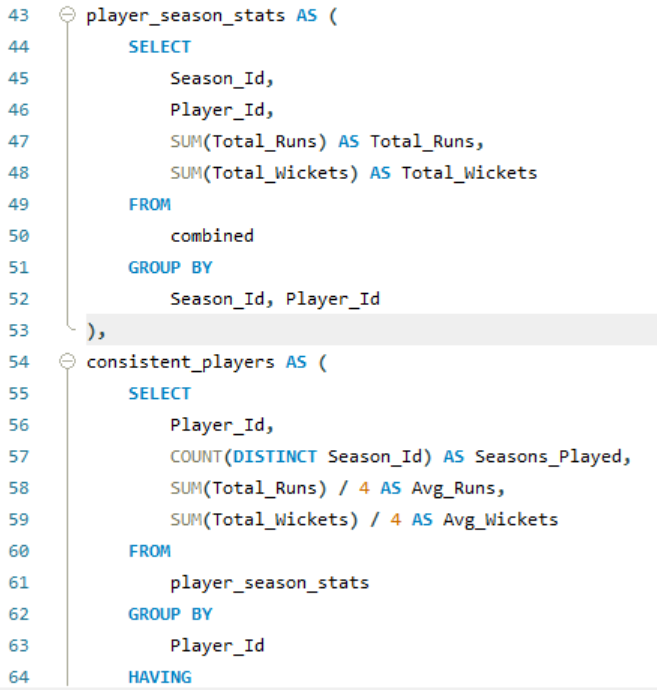 43 player_season_stats AS (
44 SELECT
45 Season_Id,
46 Player_Id,
47 SUM(Total_Runs) AS Total_Runs,
48 SUM(Total_Wickets) AS Total_Wickets
49 FROM
50 combined
51 GROUP BY
52 Season_Id, Player_Id
53 ),
54 consistent_players AS (
55 SELECT
56 Player_Id,
57 COUNT(DISTINCT Season_Id) AS Seasons_Played,
58 SUM(Total_Runs) / 4 AS Avg_Runs,
59 SUM(Total_Wickets) / 4 AS Avg_Wickets
60 FROM
61 player_season_stats
62 GROUP BY
63 Player_Id
64 HAVING